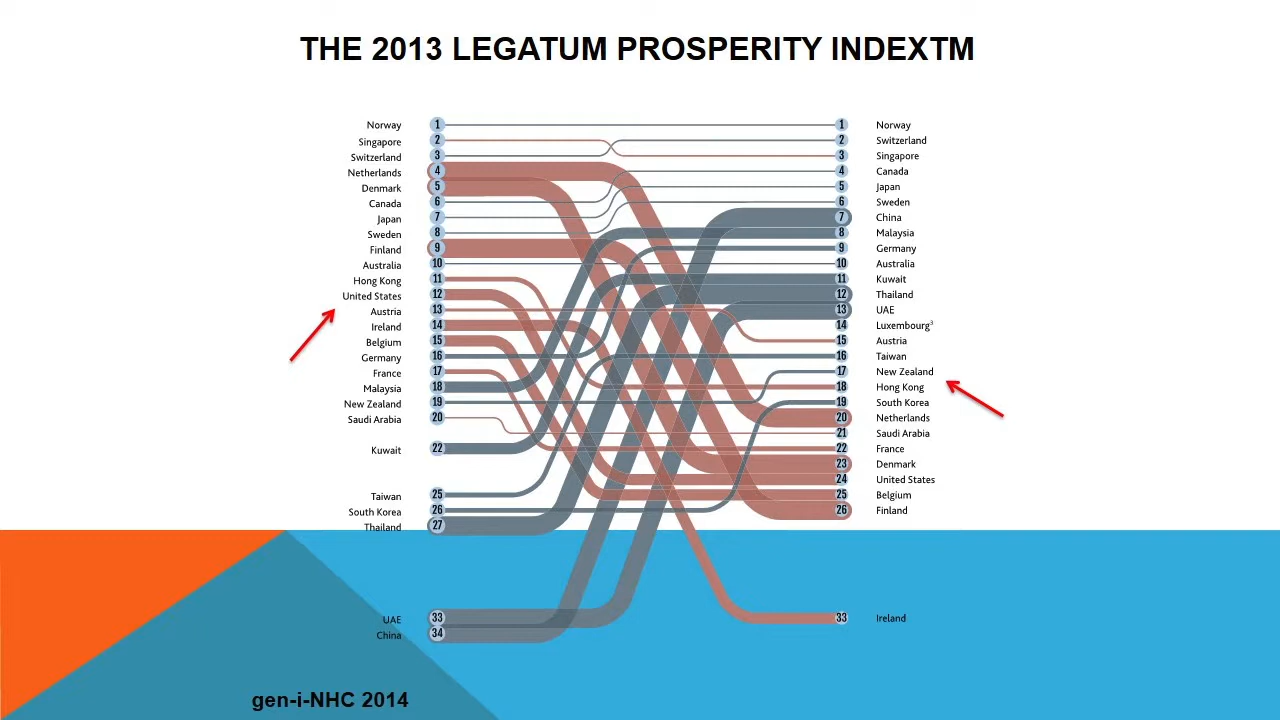 THE 2013 LEGATUM PROSPERITY INDEXTM
Norway 1 1 Norway
Singapore 2 2 Switzerland
Switzerland 3 3 Singapore
Netherlands 4 4 Canada
Denmark 5 5 Japan
Canada 6 6 Sweden
Japan 7 7 China
Sweden 8 8 Malaysia
Finland 9 9 Germany
Australia 10 10 Australia
Hong Kong 11 11 Kuwait
United States 12 12 Thailand
Austria 13 13 UAE
Ireland 14 14 Luxembourg³
Belgium 15 15 Austria
Germany 16 16 Taiwan
France 17 17 New Zealand
Malaysia 18 18 Hong Kong
New Zealand 19 19 South Korea
Saudi Arabia 20 20 Netherlands
21 Saudi Arabia
Kuwait 22 22 France
23 Denmark
24 United States
Taiwan 25 25 Belgium
South Korea 26 26 Finland
Thailand 27
UAE 33 33 Ireland
China 34
gen-i-NHC 2014